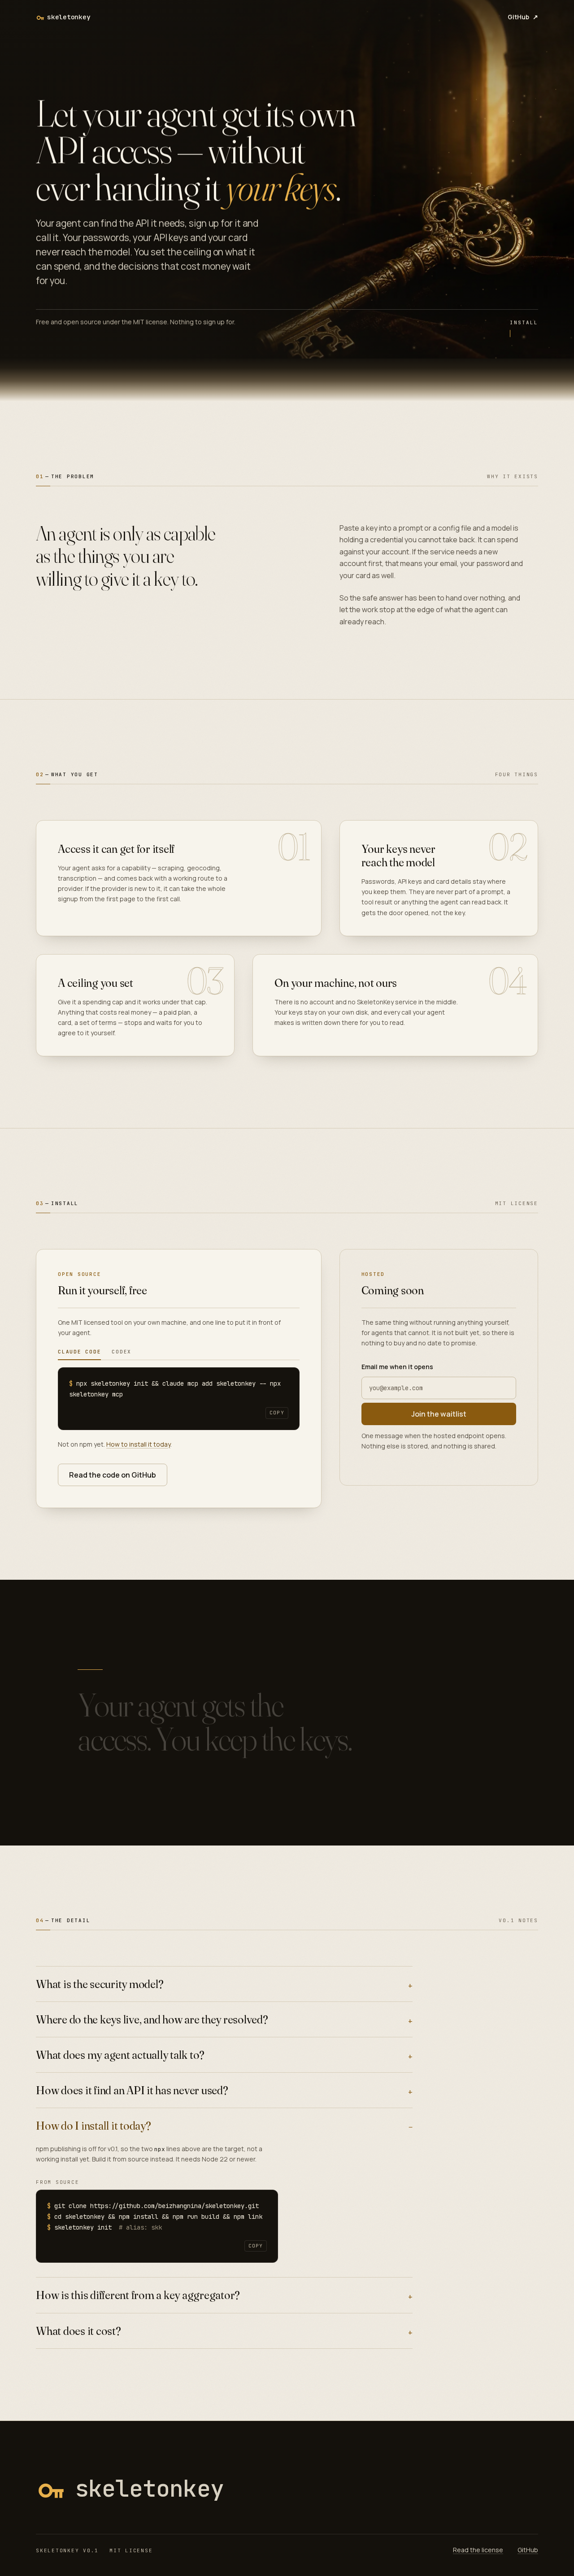 skeletonkey
GitHub ↗
Let your agent get its own
API access — without
ever handing it your keys.
Your agent can find the API it needs, sign up for it and
call it. Your passwords, your API keys and your card
never reach the model. You set the ceiling on what it
can spend, and the decisions that cost money wait
for you.
Free and open source under the MIT license. Nothing to sign up for.
INSTALL
01 — THE PROBLEM
WHY IT EXISTS
An agent is only as capable
as the things you are
willing to give it a key to.
Paste a key into a prompt or a config file and a model is
holding a credential you cannot take back. It can spend
against your account. If the service needs a new
account first, that means your email, your password and
your card as well.
So the safe answer has been to hand over nothing, and
let the work stop at the edge of what the agent can
already reach.
02 — WHAT YOU GET
FOUR THINGS
01
Access it can get for itself
Your agent asks for a capability — scraping, geocoding,
transcription — and comes back with a working route to a
provider. If the provider is new to it, it can take the whole
signup from the first page to the first call.
02
Your keys never
reach the model
Passwords, API keys and card details stay where
you keep them. They are never part of a prompt, a
tool result or anything the agent can read back. It
gets the door opened, not the key.
03
A ceiling you set
Give it a spending cap and it works under that cap.
Anything that costs real money — a paid plan, a
card, a set of terms — stops and waits for you to
agree to it yourself.
04
On your machine, not ours
There is no account and no SkeletonKey service in the middle.
Your keys stay on your own disk, and every call your agent
makes is written down there for you to read.
03 — INSTALL
MIT LICENSE
OPEN SOURCE
Run it yourself, free
One MIT licensed tool on your own machine, and one line to put it in front of
your agent.
CLAUDE CODE
CODEX
$ npx skeletonkey init && claude mcp add skeletonkey -- npx
skeletonkey mcp
COPY
Not on npm yet. How to install it today.
Read the code on GitHub
HOSTED
Coming soon
The same thing without running anything yourself,
for agents that cannot. It is not built yet, so there is
nothing to buy and no date to promise.
Email me when it opens
you@example.com
Join the waitlist
One message when the hosted endpoint opens.
Nothing else is stored, and nothing is shared.
Your agent gets the
access. You keep the keys.
04 — THE DETAIL
V0.1 NOTES
What is the security model?
+
Where do the keys live, and how are they resolved?
+
What does my agent actually talk to?
+
How does it find an API it has never used?
+
How do I install it today?
–
npm publishing is off for v0.1, so the two npx lines above are the target, not a
working install yet. Build it from source instead. It needs Node 22 or newer.
FROM SOURCE
$ git clone https://github.com/beizhangnina/skeletonkey.git
$ cd skeletonkey && npm install && npm run build && npm link
$ skeletonkey init # alias: skk
COPY
How is this different from a key aggregator?
+
What does it cost?
+
skeletonkey
SKELETONKEY V0.1 MIT LICENSE
Read the license
GitHub